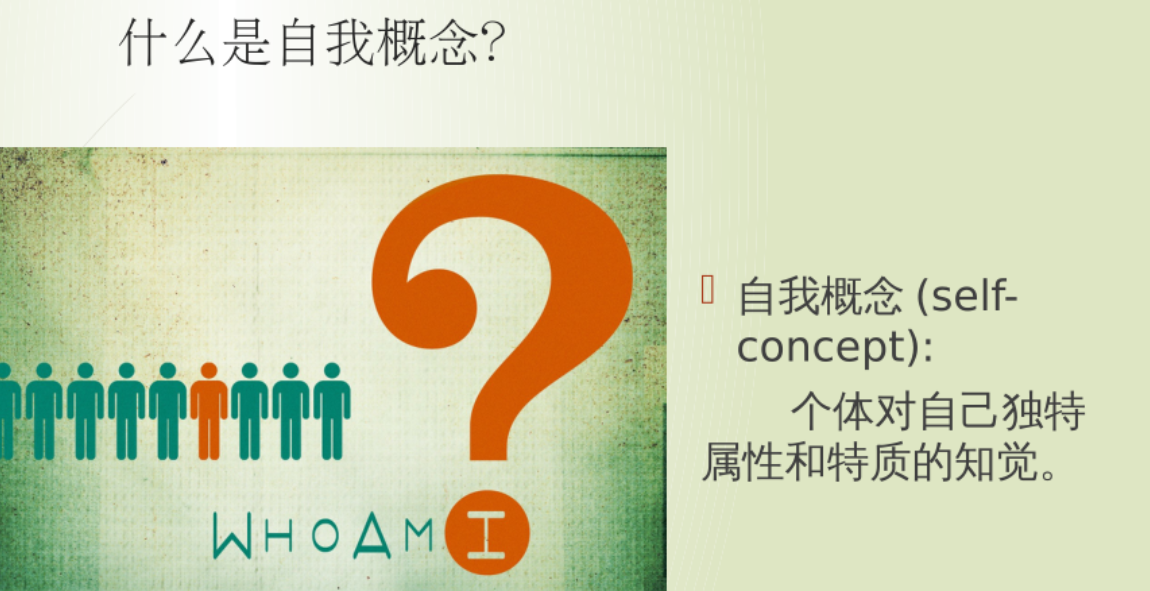 什么是自我概念?
自我概念 (self-
concept):
个体对自己独特
属性和特质的知觉。
WHOAMI